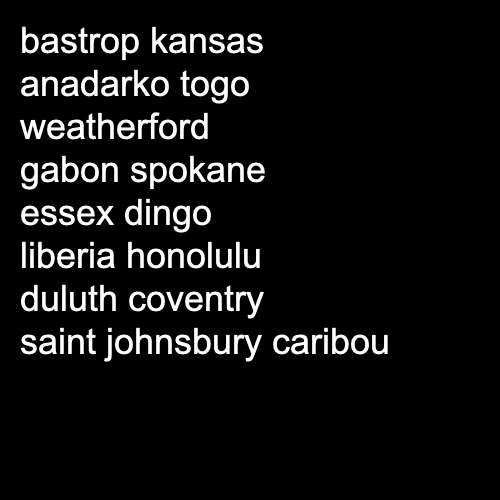 bastrop kansas
anadarko togo
weatherford
gabon spokane
essex dingo
liberia honolulu
duluth coventry
saint johnsbury caribou